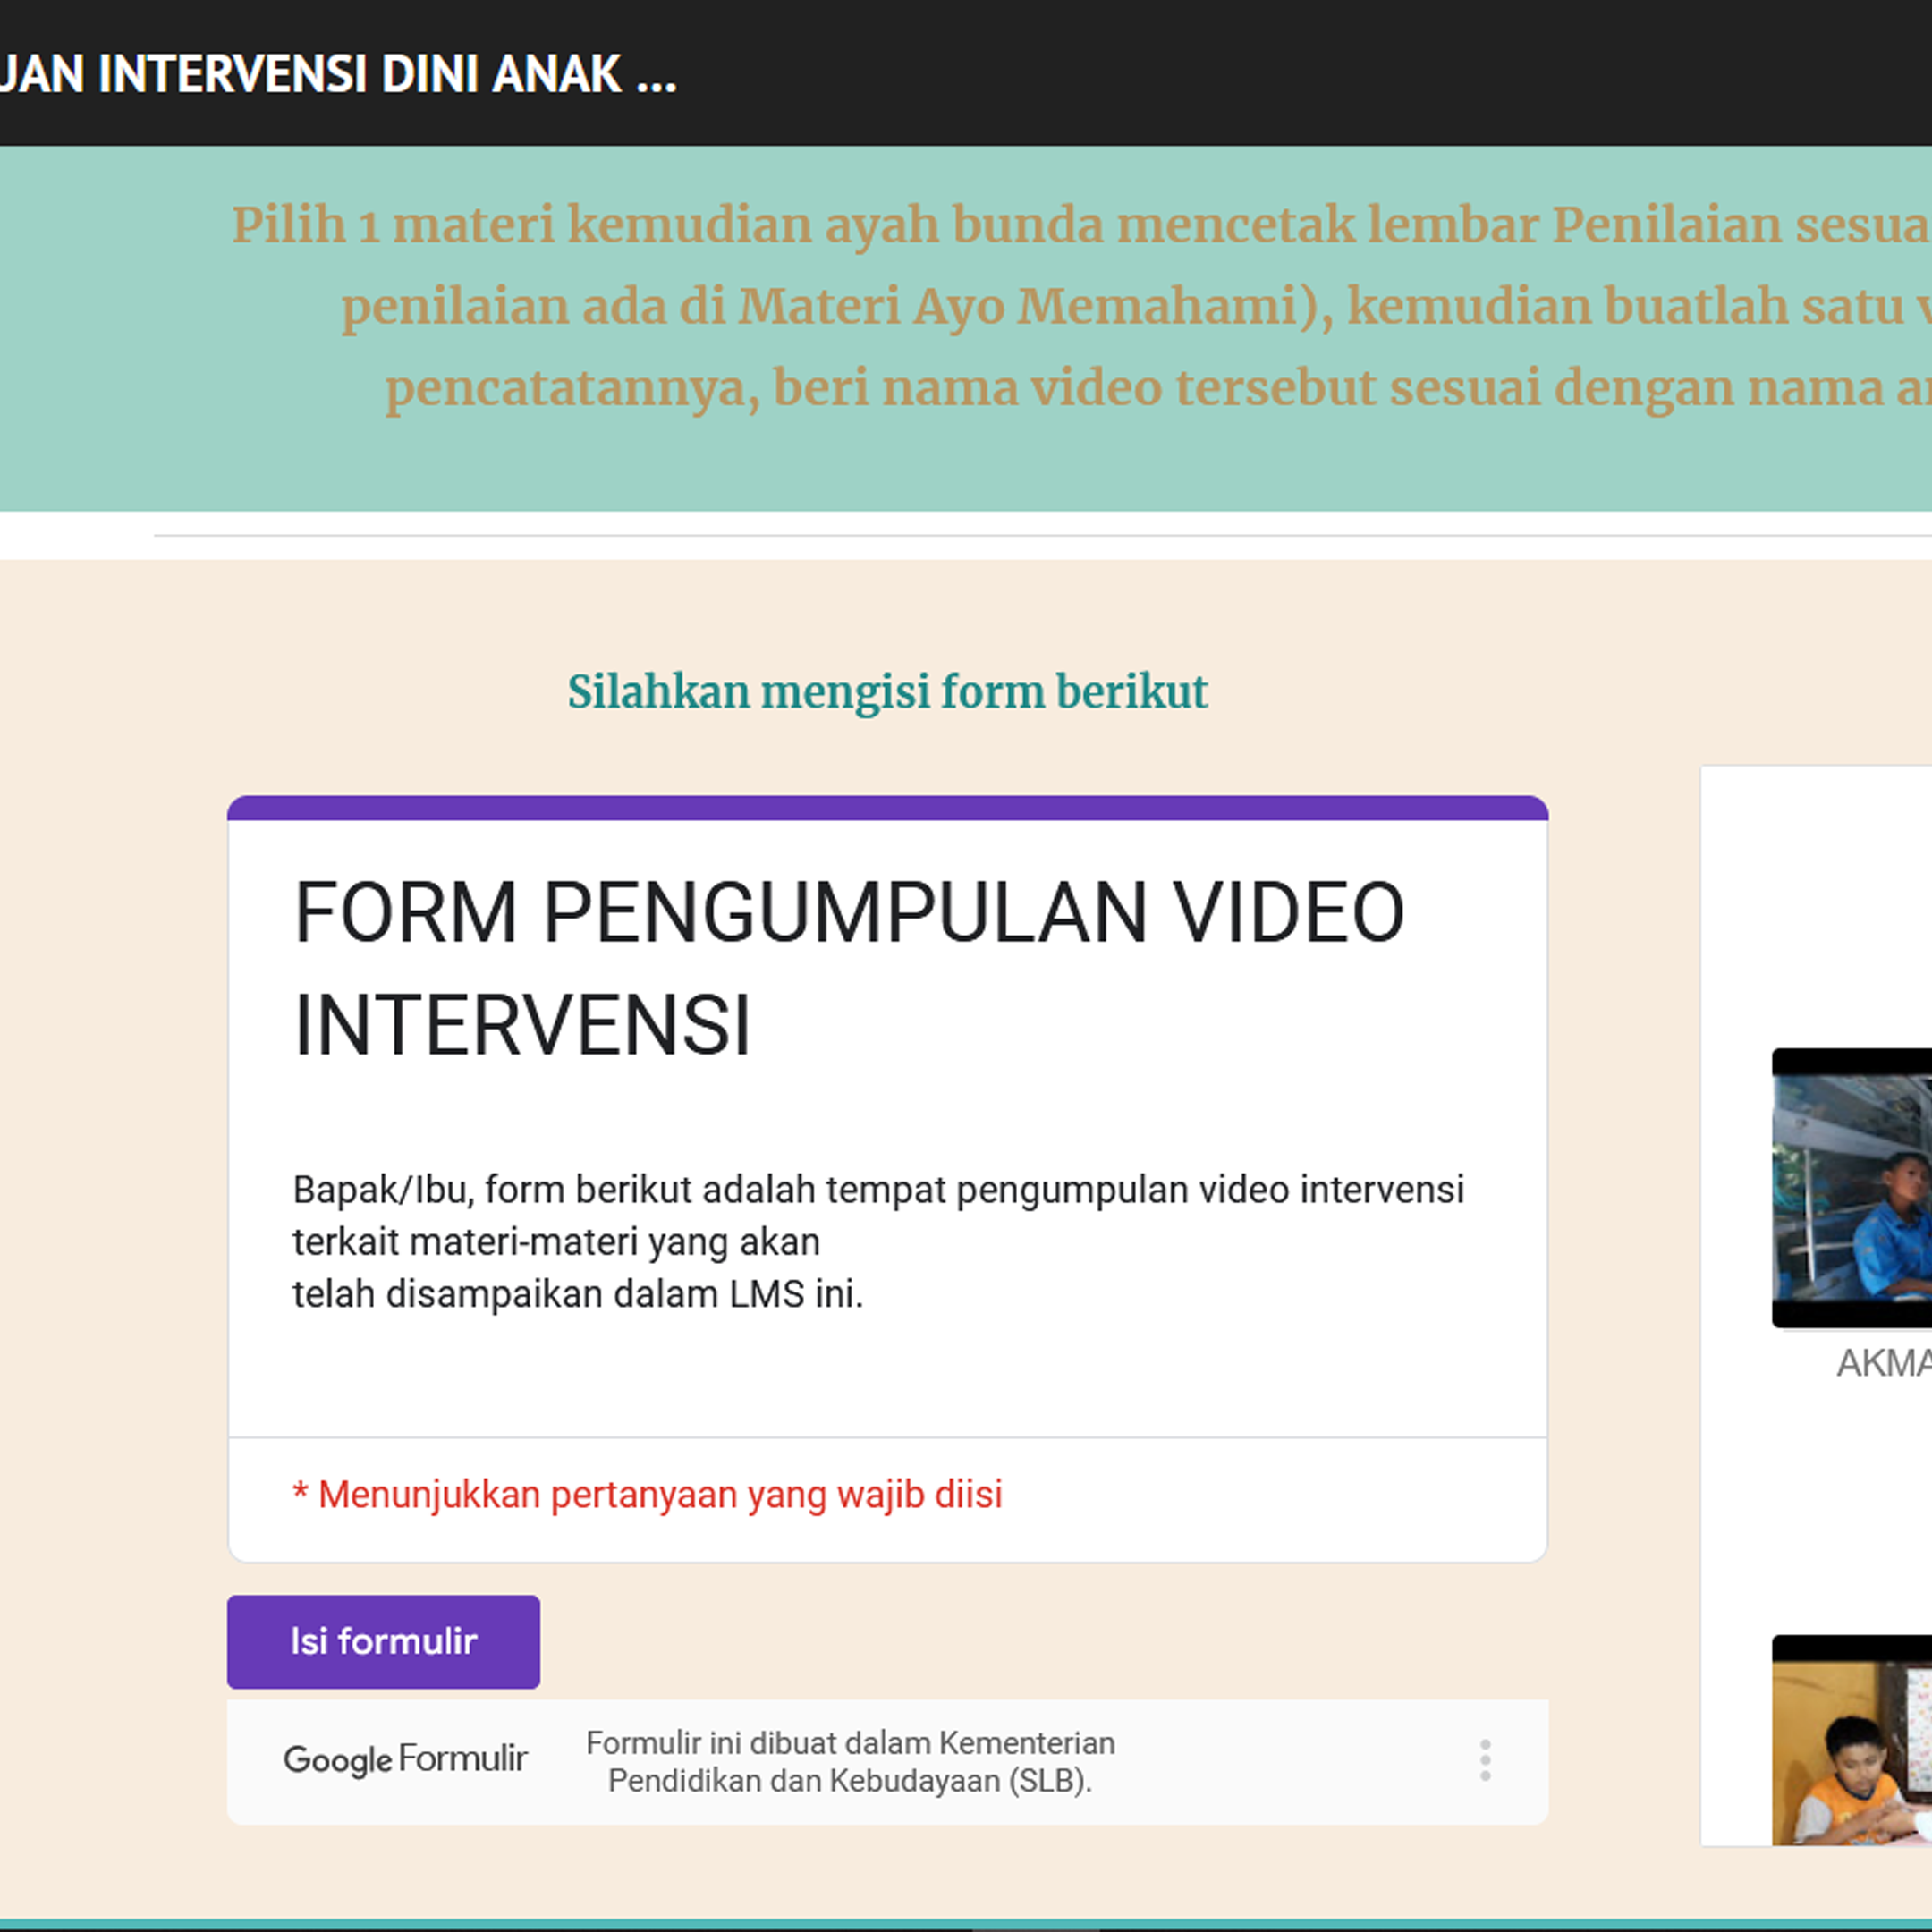 INTERVENSI DINI ANAK ...
Pilih 1 materi kemudian ayah bunda mencetak lembar Penilaian
penilaian ada di Materi Ayo Memahami), kemudian buatlah satu
pencatatannya, beri nama video tersebut sesuai dengan nama
Silahkan mengisi form berikut
FORM PENGUMPULAN VIDEO
INTERVENSI
Bapak/Ibu, form berikut adalah tempat pengumpulan video intervensi
terkait materi-materi yang akan
telah disampaikan dalam LMS ini.
* Menunjukkan pertanyaan yang wajib diisi
Isi formulir
Google Formulir
Formulir ini dibuat dalam Kementerian
Pendidikan dan Kebudayaan (SLB).